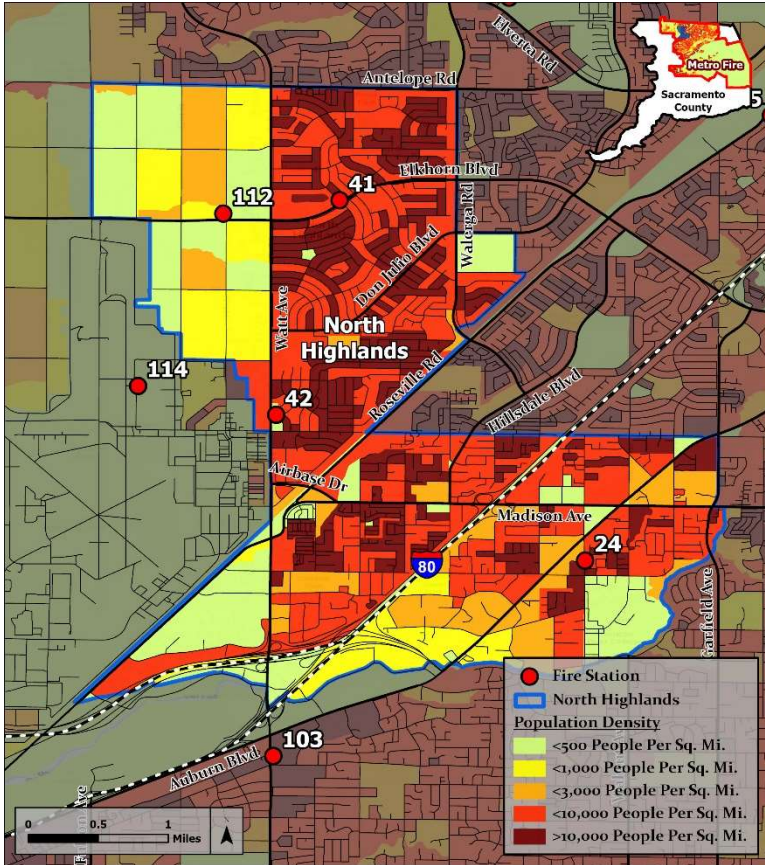 Elverta Rd
Metro Fire
Sacramento
County
5
Antelope Rd
Elkhorn Blvd
41
112
Walerga Rd
Don Julio Blvd
Watt Ave
North
Highlands
114
Roseville Rd
42
Hillsdale Blvd
Airbase Dr
Madison Ave
24
80
Garfield Ave
103
Auburn Blvd
Fire Station
North Highlands
Population Density
<500 People Per Sq. Mi.
<1,000 People Per Sq. Mi.
<3,000 People Per Sq. Mi.
<10,000 People Per Sq. Mi.
>10,000 People Per Sq. Mi.
0 0.5 1
Miles